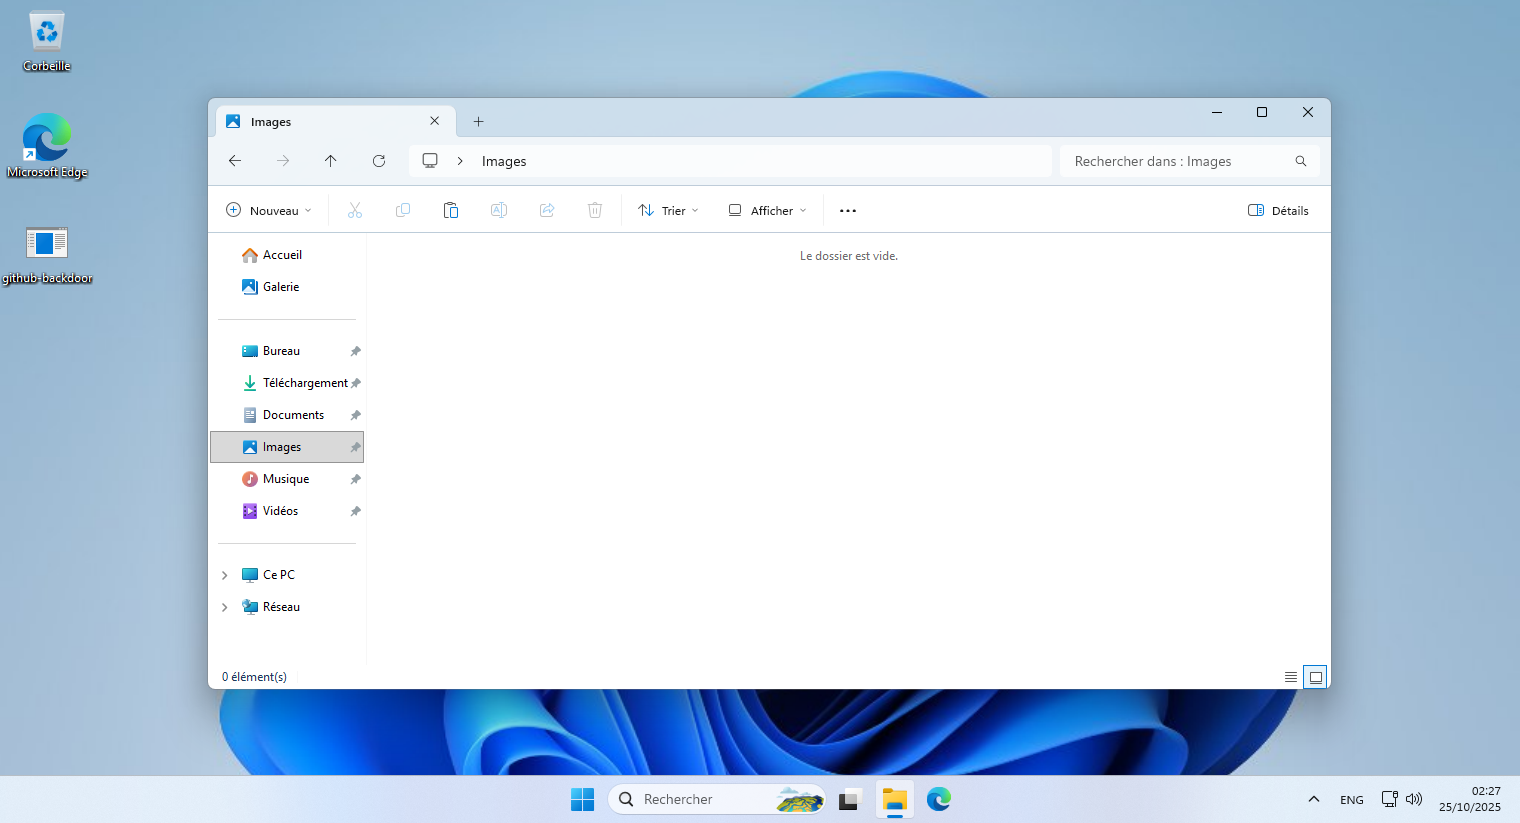 Corbeille
Microsoft Edge
github-backdoor
Images
Images
Rechercher dans : Images
Nouveau
Trier
Afficher
Détails
Accueil
Galerie
Bureau
Téléchargement
Documents
Images
Musique
Vidéos
Ce PC
Réseau
Le dossier est vide.
0 élément(s)
Rechercher
ENG
02:27
25/10/2025